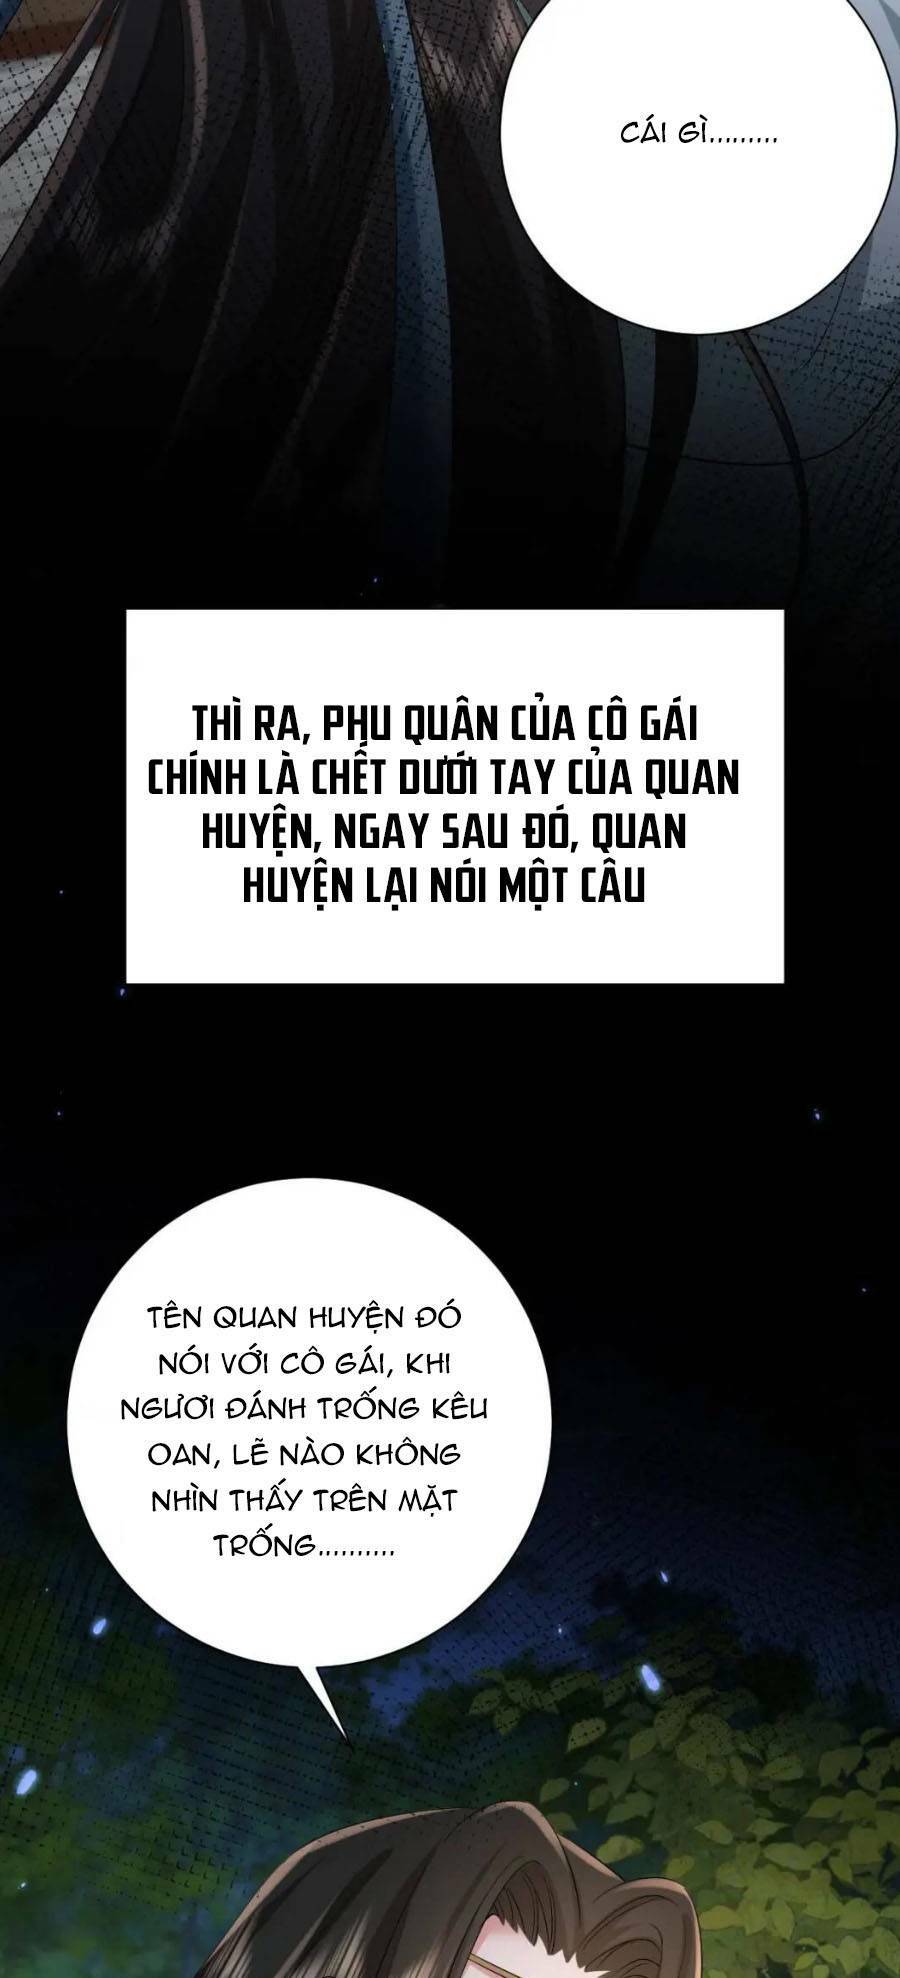 CÁI GÌ.........
THÌ RA, PHU QUÂN CỦA CÔ GÁI
CHÍNH LÀ CHẾT DƯỚI TAY CỦA QUAN
HUYỆN, NGAY SAU ĐÓ, QUAN
HUYỆN LẠI NÓI MỘT CÂU
TÊN QUAN HUYỆN ĐÓ
NÓI VỚI CÔ GÁI, KHI
NGƯƠI ĐÁNH TRỐNG KÊU
OAN, LẼ NÀO KHÔNG
NHÌN THẤY TRÊN MẶT
TRỐNG..........